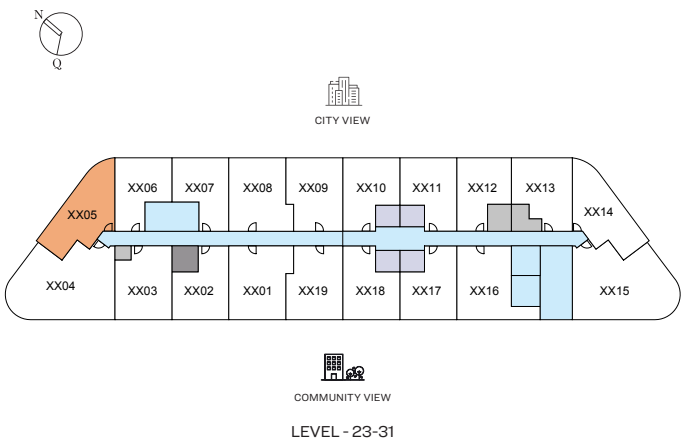 N
Q
CITY VIEW
XX06 XX07 XX08 XX09 XX10 XX11 XX12 XX13
XX05 XX14
XX04 XX03 XX02 XX01 XX19 XX18 XX17 XX16 XX15
COMMUNITY VIEW
LEVEL - 23-31